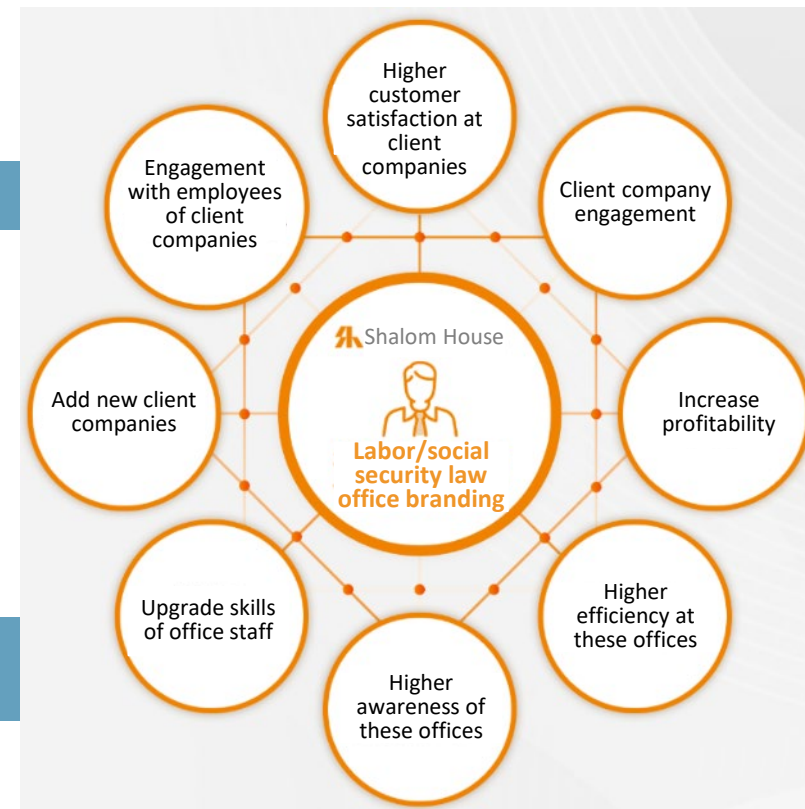 Higher
customer
satisfaction at
client
companies
Engagement
with employees
of client
companies
Client company
engagement
Shalom House
Labor/social
security law
office branding
Add new client
companies
Increase
profitability
Upgrade skills
of office staff
Higher
efficiency at
these offices
Higher
awareness of
these offices